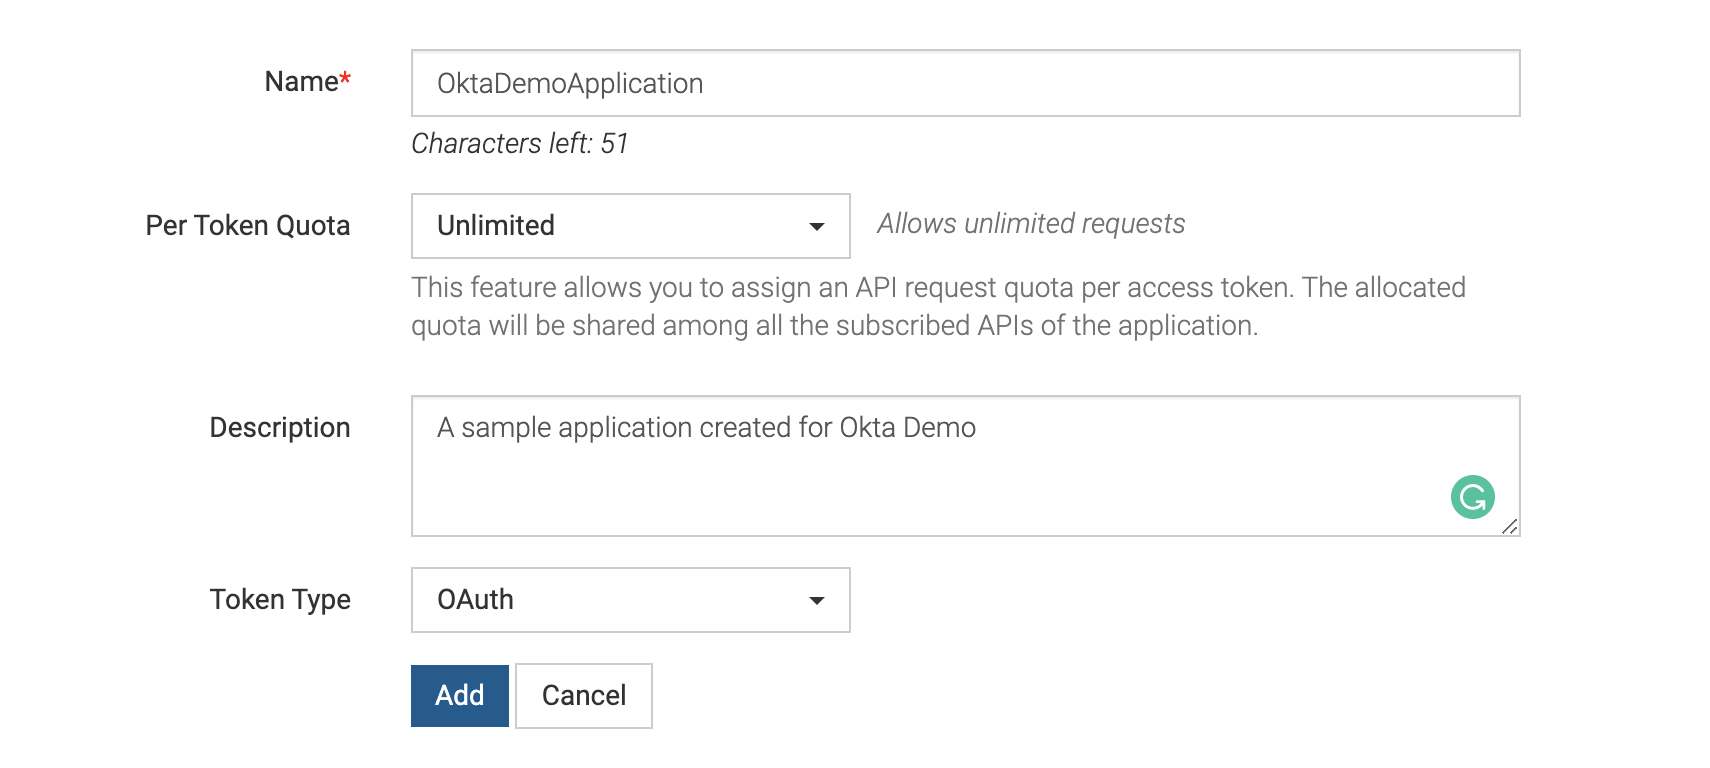 Name*
OktaDemoApplication
Characters left: 51
Per Token Quota
Unlimited
Allows unlimited requests
This feature allows you to assign an API request quota per access token. The allocated
quota will be shared among all the subscribed APIs of the application.
Description
A sample application created for Okta Demo
Token Type
OAuth
Add
Cancel